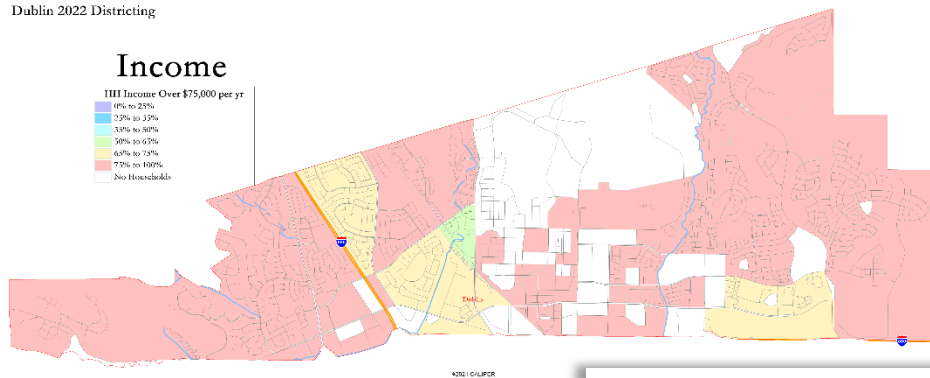 Dublin 2022 Districting
Income
HH Income Over $75,000 per yr
0% to 25%
25% to 35%
35% to 50%
50% to 65%
65% to 75%
75% to 100%
No Households
Dublin
©2021 CALIPER